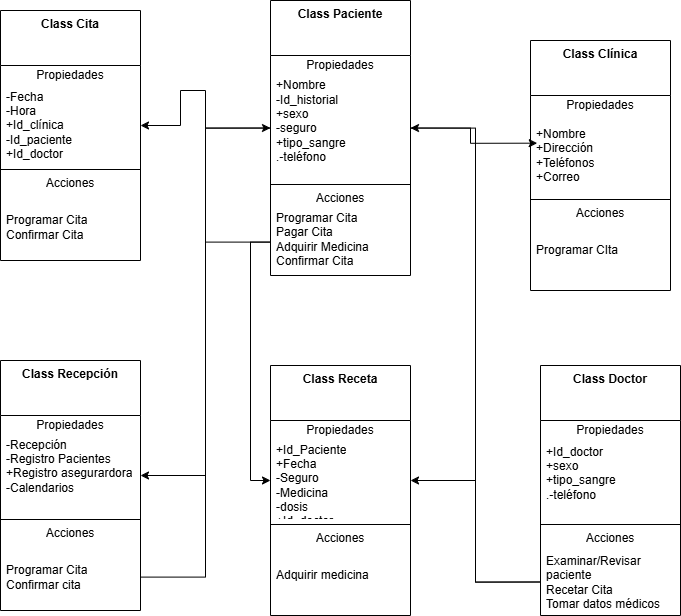 Class Cita
Propiedades
-Fecha
-Hora
+Id_clínica
-Id_paciente
+Id_doctor
Acciones
Programar Cita
Confirmar Cita
Class Paciente
Propiedades
+Nombre
-Id_historial
+sexo
-seguro
+tipo_sangre
.-teléfono
Acciones
Programar Cita
Pagar Cita
Adquirir Medicina
Confirmar Cita
Class Clínica
Propiedades
+Nombre
+Dirección
+Teléfonos
+Correo
Acciones
Programar CIta
Class Recepción
Propiedades
-Recepción
-Registro Pacientes
+Registro asegurardora
-Calendarios
Acciones
Programar Cita
Confirmar cita
Class Receta
Propiedades
+Id_Paciente
+Fecha
-Seguro
-Medicina
-dosis
+Id_doctor
Acciones
Adquirir medicina
Class Doctor
Propiedades
+Id_doctor
+sexo
+tipo_sangre
.-teléfono
Acciones
Examinar/Revisar
paciente
Recetar Cita
Tomar datos médicos